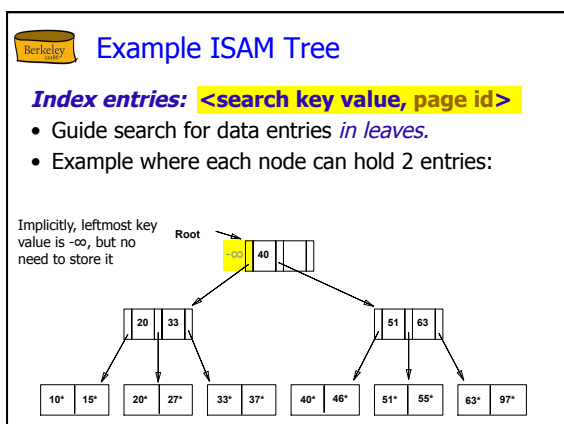 Berkeley
cs186
Example ISAM Tree
Index entries: <search key value, page id>
• Guide search for data entries in leaves.
• Example where each node can hold 2 entries:
Implicitly, leftmost key
value is -∞, but no
need to store it
Root
-∞ 40
20 33 51 63
10* 15* 20* 27* 33* 37* 40* 46* 51* 55* 63* 97*